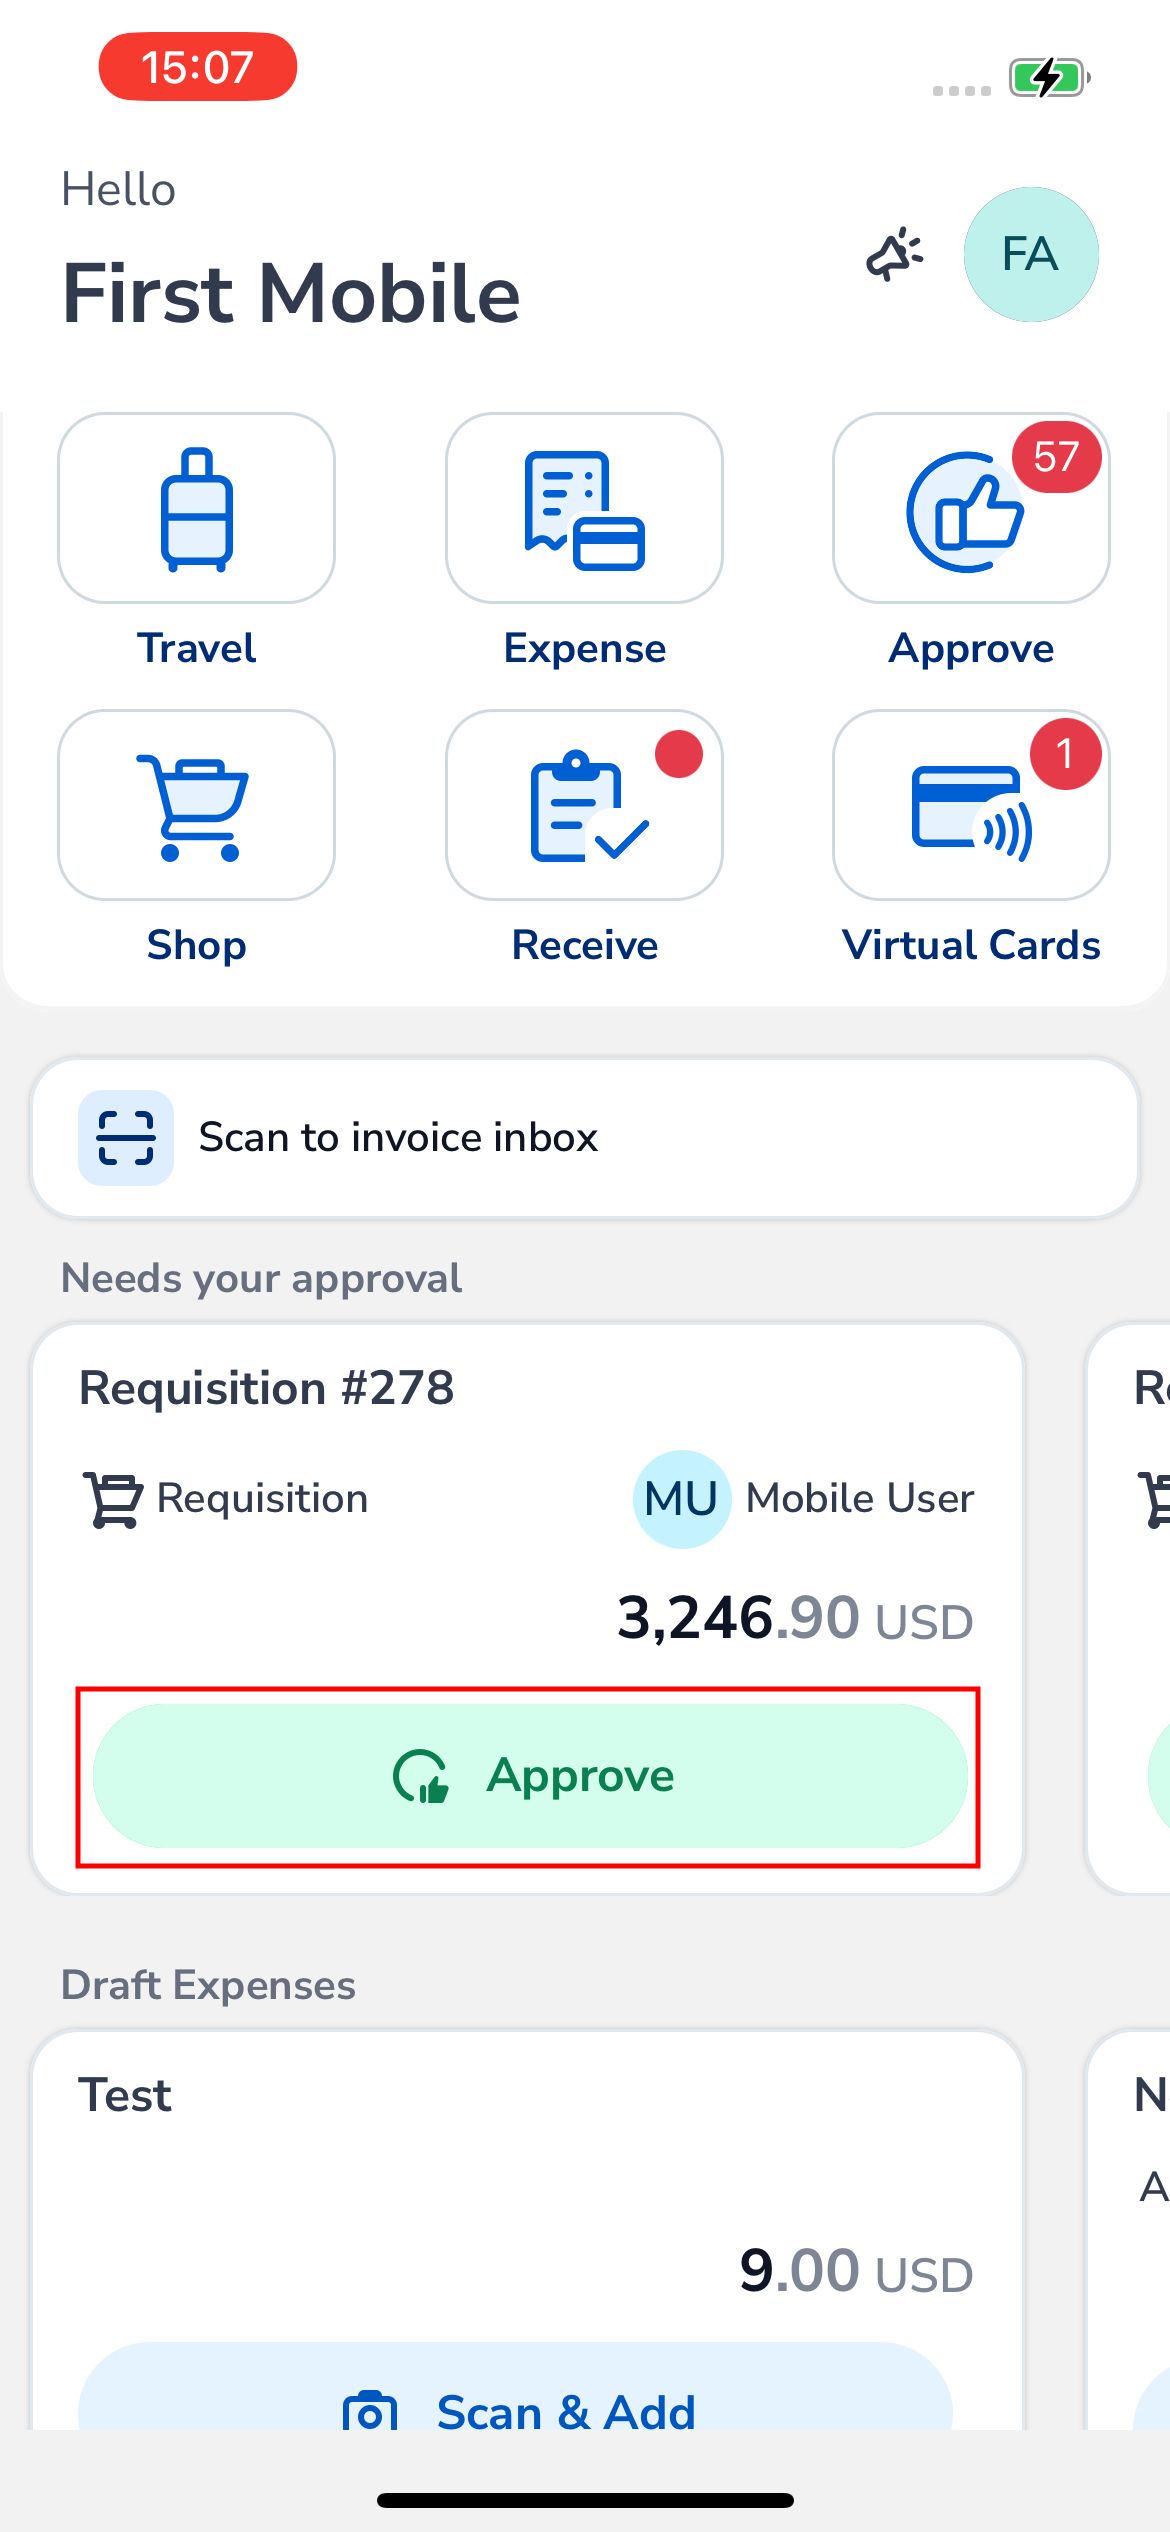 15:07
Hello
First Mobile
FA
57
Travel
Expense
Approve
1
Shop
Receive
Virtual Cards
Scan to invoice inbox
Needs your approval
Requisition #278
Requisition
MU Mobile User
3,246.90 USD
Approve
Draft Expenses
Test
9.00 USD
Scan & Add